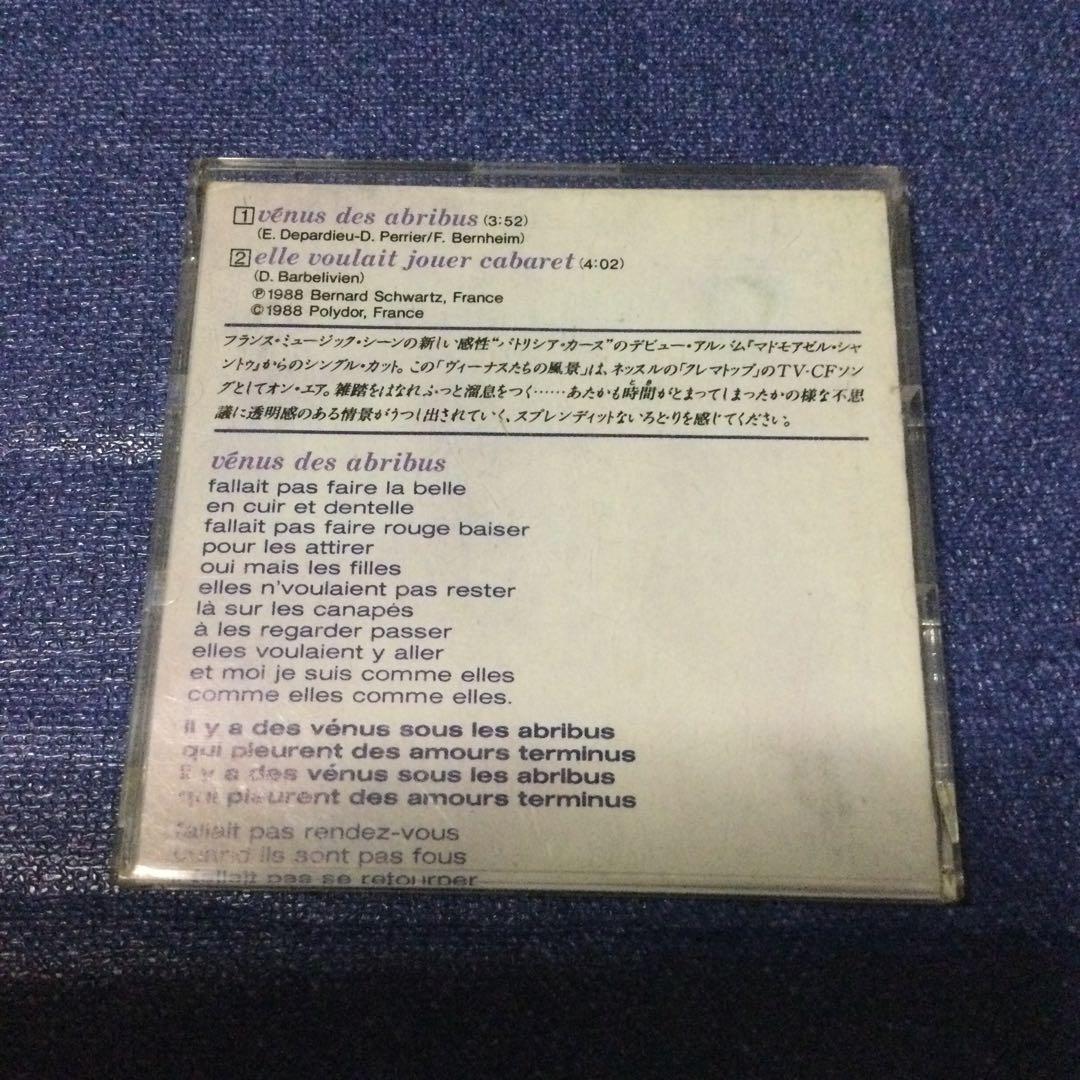 1 vénus des abribus (3:52)
(E. Depardieu-D. Perrier/F. Bernheim)
2 elle voulait jouer cabaret (4:02)
(D. Barbelivien)
℗1988 Bernard Schwartz, France
©1988 Polydor, France
フランス・ミュージック・シーンの新しい感性“パトリシア・カース”のデビュー・アルバム『マドモアゼル・シャ
ントゥ』からのシングル・カット。この「ヴィーナスたちの風景」は、ネッスルの「クレマトップ」のTV-CFソン
グとしてオン・エア。雑踏をはなれふっと溜息をつく……あたかも時間がとまってしまったかの様な不思
議に透明感のある情景がうつし出されていく、スプレンディットないろどりを感じてください。
vénus des abribus
fallait pas faire la belle
en cuir et dentelle
fallait pas faire rouge baiser
pour les attirer
oui mais les filles
elles n'voulaient pas rester
là sur les canapés
à les regarder passer
elles voulaient y aller
et moi je suis comme elles
comme elles comme elles.
il y a des vénus sous les abribus
qui pleurent des amours terminus
il y a des vénus sous les abribus
qui pleurent des amours terminus
fallait pas rendez-vous
quand ils sont pas fous
fallait pas se retourner